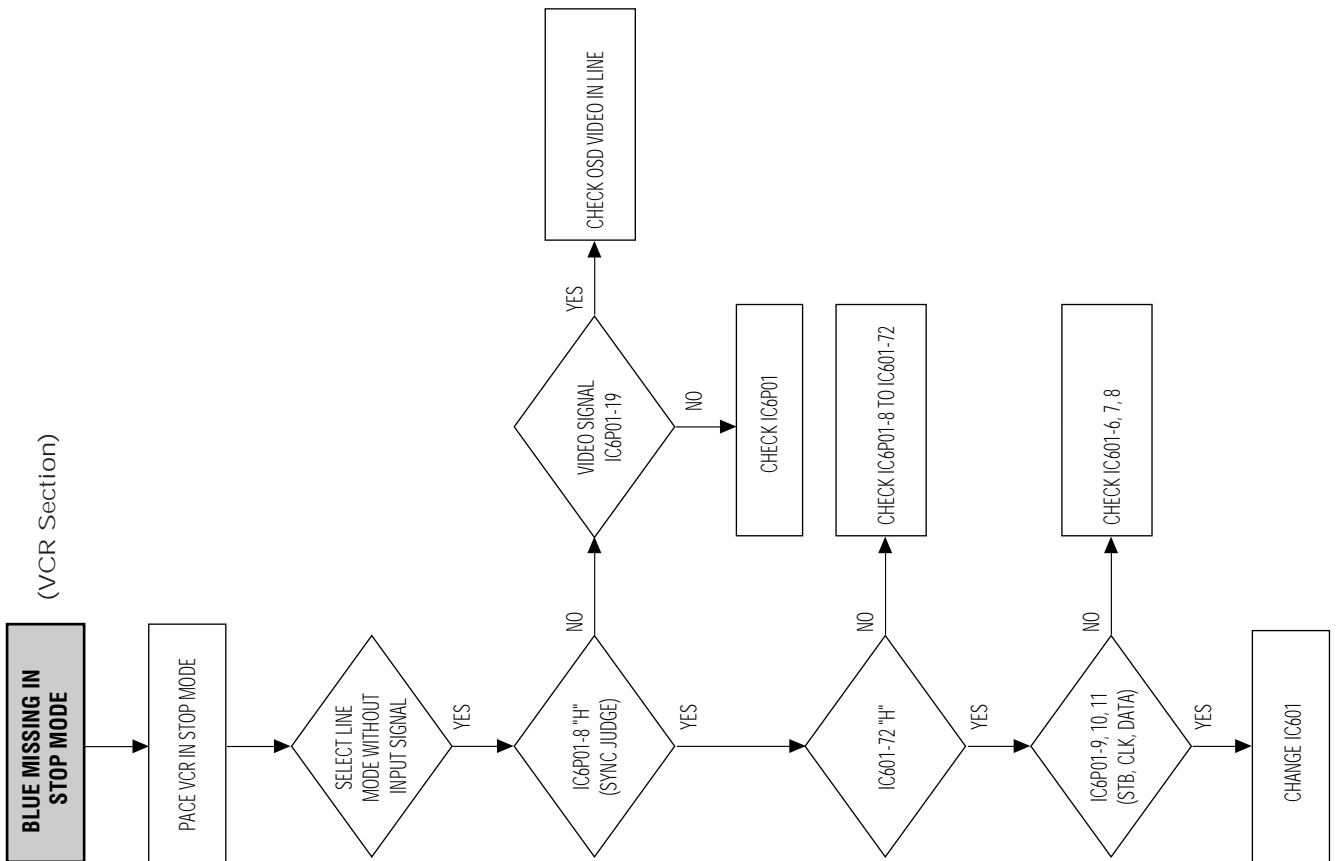 BLUE MISSING IN
STOP MODE
(VCR Section)
PACE VCR IN STOP MODE
SELECT LINE
MODE WITHOUT
INPUT SIGNAL
YES
IC6P01-8 "H"
(SYNC JUDGE)
NO
VIDEO SIGNAL
IC6P01-19
YES
CHECK OSD VIDEO IN LINE
NO
CHECK IC6P01
YES
IC601-72 "H"
NO
CHECK IC6P01-8 TO IC601-72
YES
IC6P01-9, 10, 11
(STB, CLK, DATA)
NO
CHECK IC601-6, 7, 8
YES
CHANGE IC601